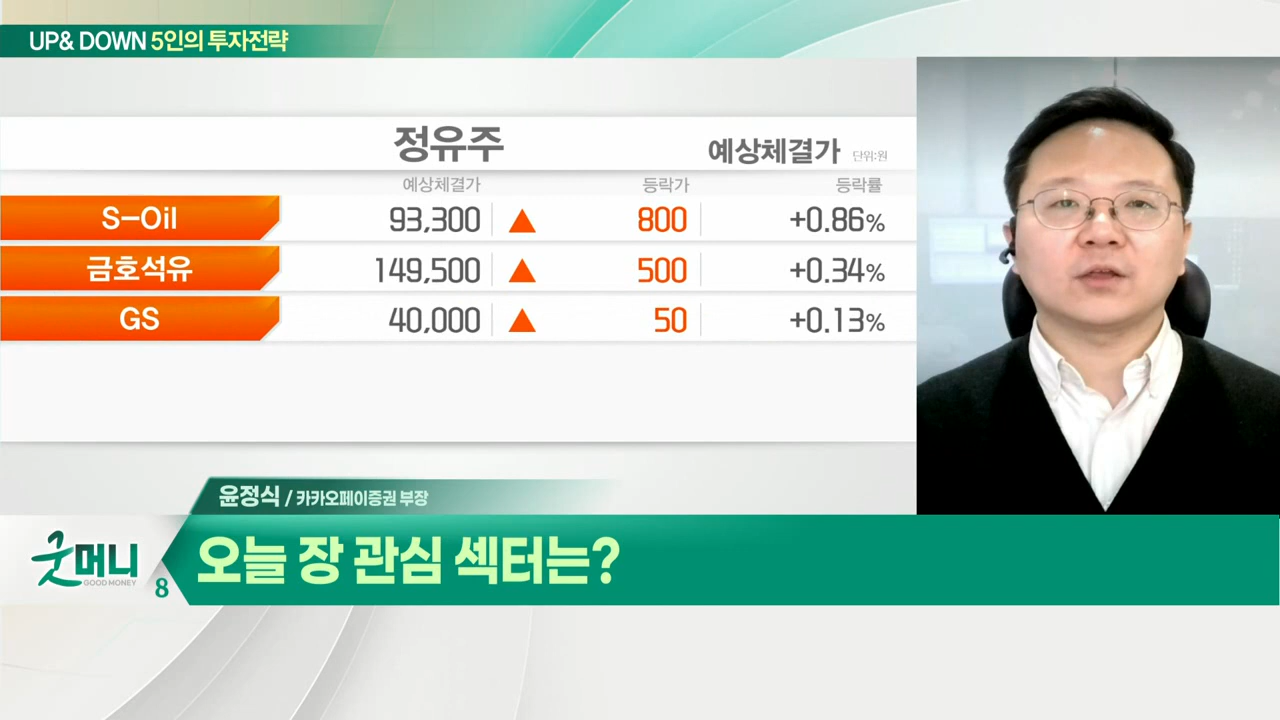 UP& DOWN 5인의 투자전략
정유주
예상체결가 단위:원
예상체결가 등락가 등락률
S-Oil 93,300 ▲ 800 +0.86%
금호석유 149,500 ▲ 500 +0.34%
GS 40,000 ▲ 50 +0.13%
윤정식 / 카카오페이증권 부장
굿머니
GOOD MONEY
8
오늘 장 관심 섹터는?